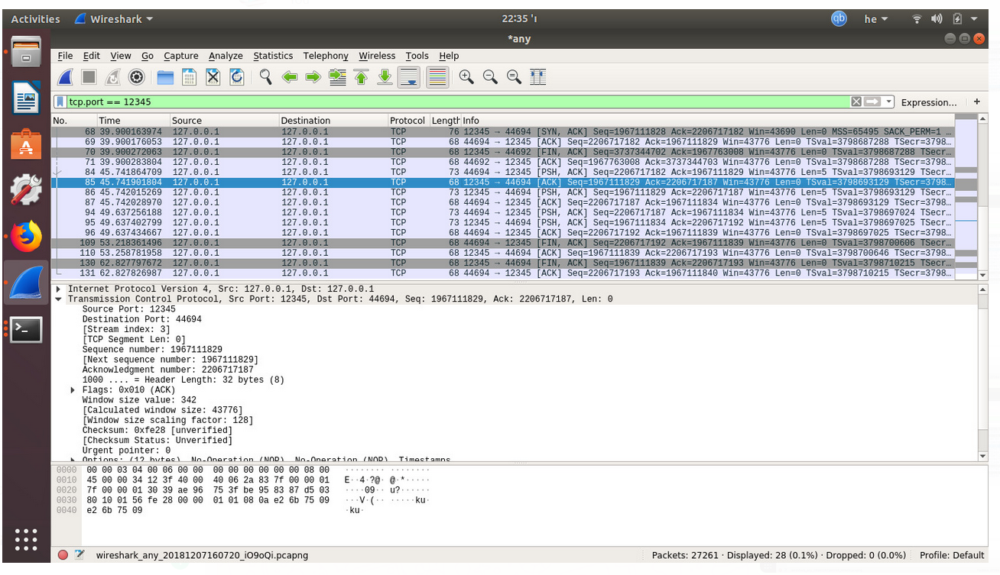 Activities Wireshark 22:35 'ו qb he
*any
File Edit View Go Capture Analyze Statistics Telephony Wireless Tools Help
tcp.port == 12345 Expression... +
No. Time Source Destination Protocol Length Info
68 39.900163974 127.0.0.1 127.0.0.1 TCP 76 12345 → 44694 [SYN, ACK] Seq=1967111828 Ack=2206717182 Win=43690 Len=0 MSS=65495 SACK_PERM=1 …
69 39.900176053 127.0.0.1 127.0.0.1 TCP 68 44694 → 12345 [ACK] Seq=2206717182 Ack=1967111829 Win=43776 Len=0 TSval=3798687288 TSecr=3798…
70 39.900272063 127.0.0.1 127.0.0.1 TCP 68 12345 → 44692 [FIN, ACK] Seq=3737344702 Ack=1967763008 Win=43776 Len=0 TSval=3798687288 TSecr…
71 39.900283804 127.0.0.1 127.0.0.1 TCP 68 44692 → 12345 [ACK] Seq=1967763008 Ack=3737344703 Win=43776 Len=0 TSval=3798687288 TSecr=3798…
84 45.741864709 127.0.0.1 127.0.0.1 TCP 73 44694 → 12345 [PSH, ACK] Seq=2206717182 Ack=1967111829 Win=43776 Len=5 TSval=3798693129 TSecr…
85 45.741901804 127.0.0.1 127.0.0.1 TCP 68 12345 → 44694 [ACK] Seq=1967111829 Ack=2206717187 Win=43776 Len=0 TSval=3798693129 TSecr=3798…
86 45.742015269 127.0.0.1 127.0.0.1 TCP 73 12345 → 44694 [PSH, ACK] Seq=1967111829 Ack=2206717187 Win=43776 Len=5 TSval=3798693129 TSecr…
87 45.742028970 127.0.0.1 127.0.0.1 TCP 68 44694 → 12345 [ACK] Seq=2206717187 Ack=1967111834 Win=43776 Len=0 TSval=3798693129 TSecr=3798…
94 49.637256188 127.0.0.1 127.0.0.1 TCP 73 44694 → 12345 [PSH, ACK] Seq=2206717187 Ack=1967111834 Win=43776 Len=5 TSval=3798697024 TSecr…
95 49.637402799 127.0.0.1 127.0.0.1 TCP 73 12345 → 44694 [PSH, ACK] Seq=1967111834 Ack=2206717192 Win=43776 Len=5 TSval=3798697025 TSecr…
96 49.637434667 127.0.0.1 127.0.0.1 TCP 68 44694 → 12345 [ACK] Seq=2206717192 Ack=1967111839 Win=43776 Len=0 TSval=3798697025 TSecr=3798…
109 53.218361496 127.0.0.1 127.0.0.1 TCP 68 44694 → 12345 [FIN, ACK] Seq=2206717192 Ack=1967111839 Win=43776 Len=0 TSval=3798700606 TSecr…
110 53.258781958 127.0.0.1 127.0.0.1 TCP 68 12345 → 44694 [ACK] Seq=1967111839 Ack=2206717193 Win=43776 Len=0 TSval=3798700646 TSecr=3798…
130 62.827797672 127.0.0.1 127.0.0.1 TCP 68 12345 → 44694 [FIN, ACK] Seq=1967111839 Ack=2206717193 Win=43776 Len=0 TSval=3798710215 TSecr…
131 62.827826987 127.0.0.1 127.0.0.1 TCP 68 44694 → 12345 [ACK] Seq=2206717193 Ack=1967111840 Win=43776 Len=0 TSval=3798710215 TSecr=3798…
Internet Protocol Version 4, Src: 127.0.0.1, Dst: 127.0.0.1
Transmission Control Protocol, Src Port: 12345, Dst Port: 44694, Seq: 1967111829, Ack: 2206717187, Len: 0
Source Port: 12345
Destination Port: 44694
[Stream index: 3]
[TCP Segment Len: 0]
Sequence number: 1967111829
[Next sequence number: 1967111829]
Acknowledgment number: 2206717187
1000 .... = Header Length: 32 bytes (8)
Flags: 0x010 (ACK)
Window size value: 342
[Calculated window size: 43776]
[Window size scaling factor: 128]
Checksum: 0xfe28 [unverified]
[Checksum Status: Unverified]
Urgent pointer: 0
Options: (12 bytes), No-Operation (NOP), No-Operation (NOP), Timestamps
0000 00 00 03 04 00 06 00 00 00 00 00 00 00 00 08 00 ········ ········
0010 45 00 00 34 12 3f 40 00 40 06 2a 83 7f 00 00 01 E··4·?@· @·*·····
0020 7f 00 00 01 30 39 ae 96 75 3f be 95 83 87 d5 03 ····09·· u?······
0030 80 10 01 56 fe 28 00 00 01 01 08 0a e2 6b 75 09 ···V·(·· ·····ku·
0040 e2 6b 75 09 ·ku·
wireshark_any_20181207160720_iO9oQi.pcapng Packets: 27261 · Displayed: 28 (0.1%) · Dropped: 0 (0.0%) Profile: Default